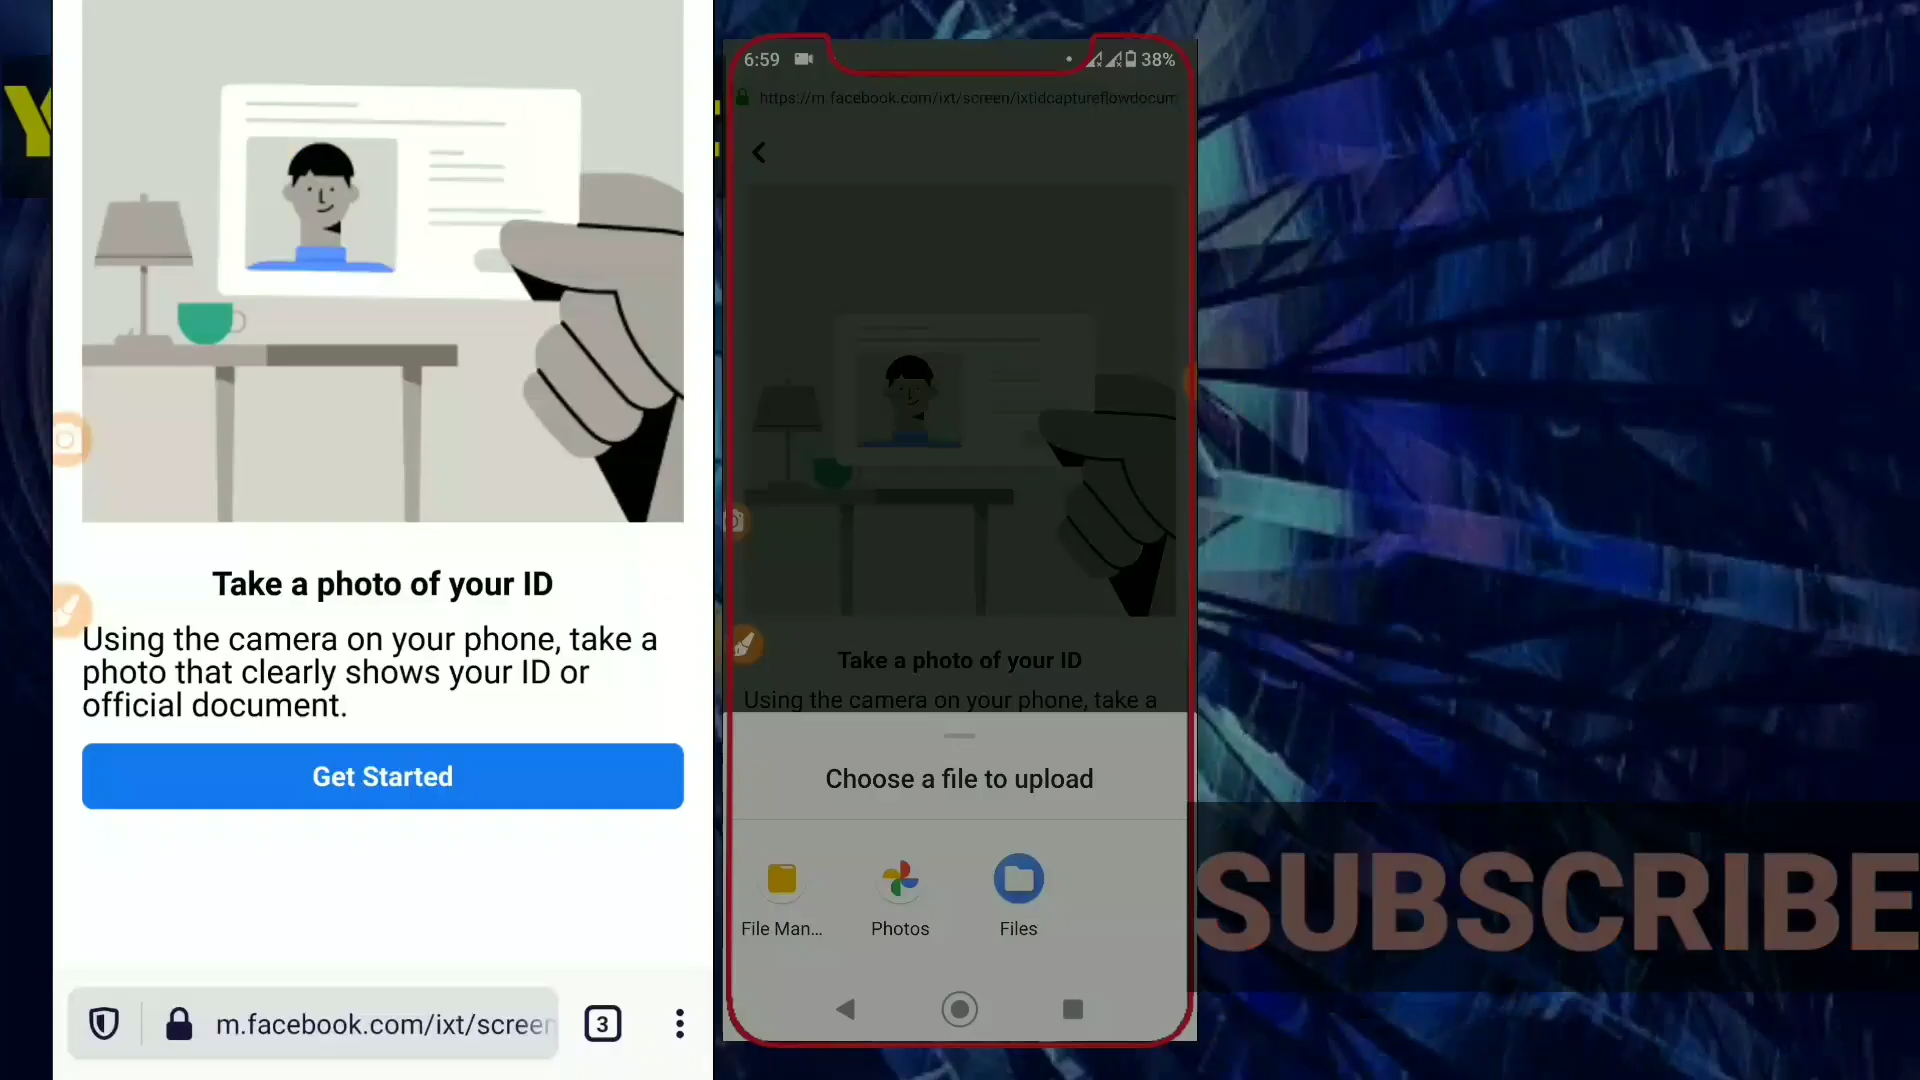 Y
Take a photo of your ID
Using the camera on your phone, take a
photo that clearly shows your ID or
official document.
Get Started
m.facebook.com/ixt/screen
3
6:59
38%
https://m.facebook.com/ixt/screen/ixtidcaptureflowdocum
Take a photo of your ID
Using the camera on your phone, take a
Choose a file to upload
File Man...
Photos
Files
SUBSCRIBE